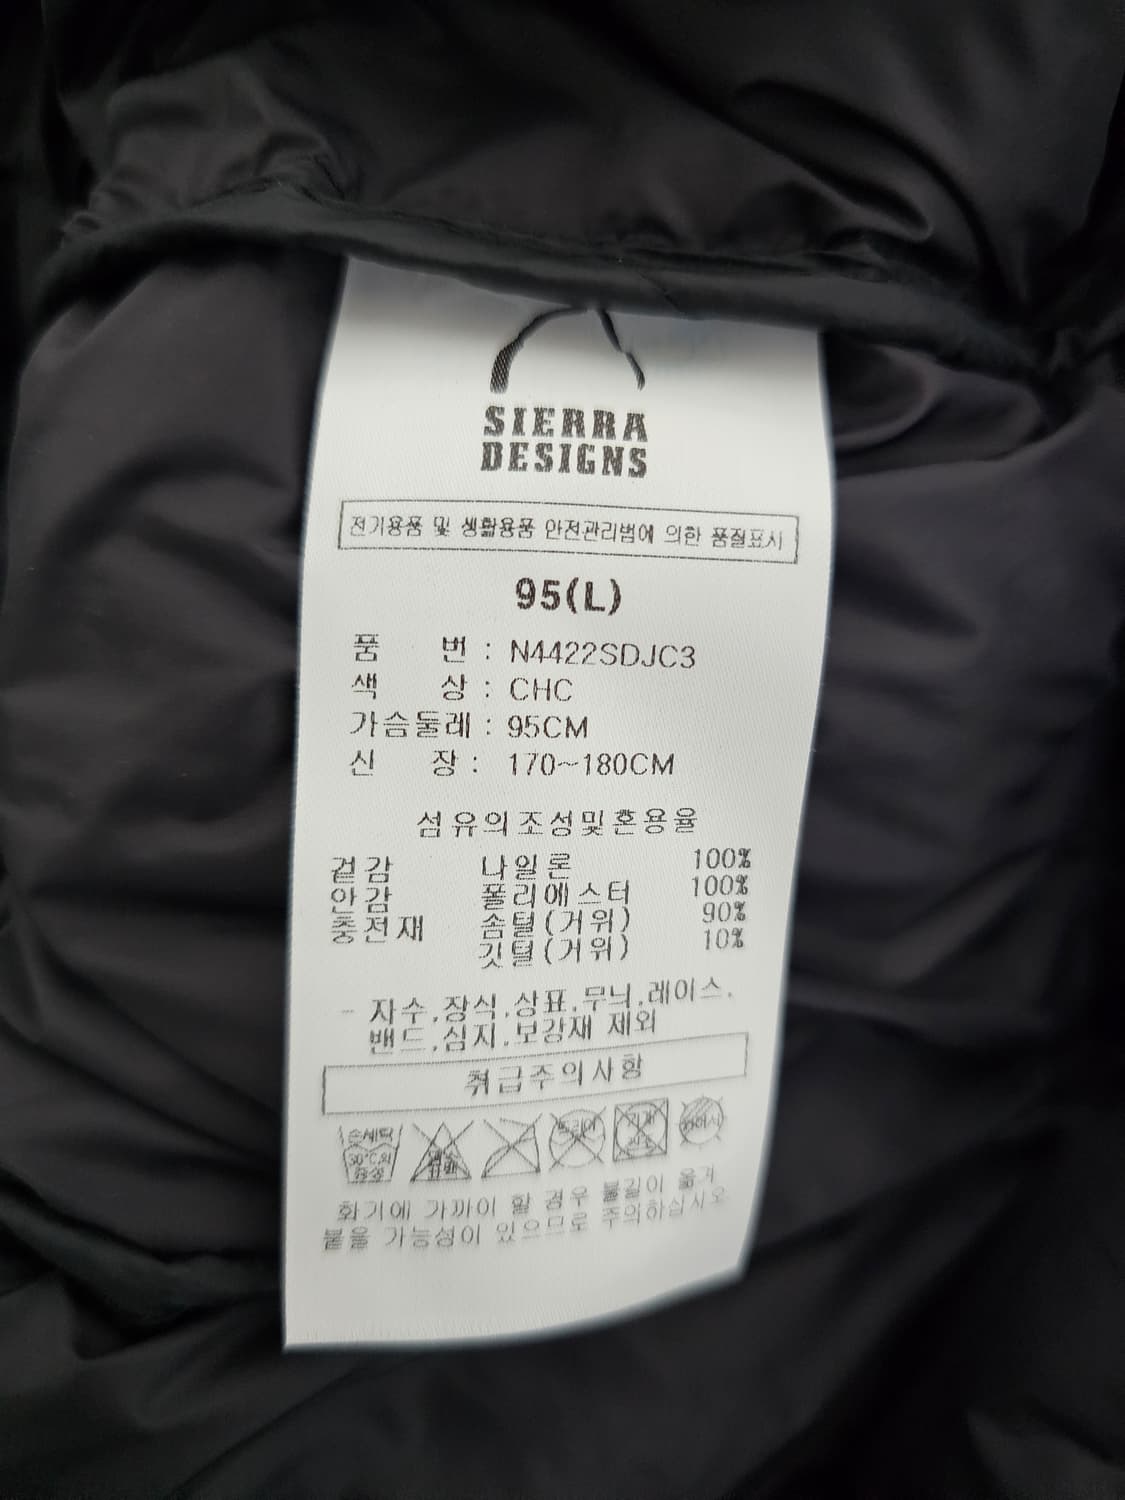 SIERRA
DESIGNS
전기용품 및 생활용품 안전관리법에 의한 품질표시
95(L)
품 번 : N4422SDJC3
색 상 : CHC
가슴둘레 : 95CM
신 장 : 170~180CM
섬유의조성및혼용율
겉감 나일론 100%
안감 폴리에스터 100%
충전재 솜털(거위) 90%
깃털(거위) 10%
- 자수.장식.상표.무늬.레이스.
밴드.심지.보강재 제외
취급주의사항
손세탁
30°C
중성
화기에 가까이 할 경우 불길이 옮겨
붙을 가능성이 있으므로 주의하십시오